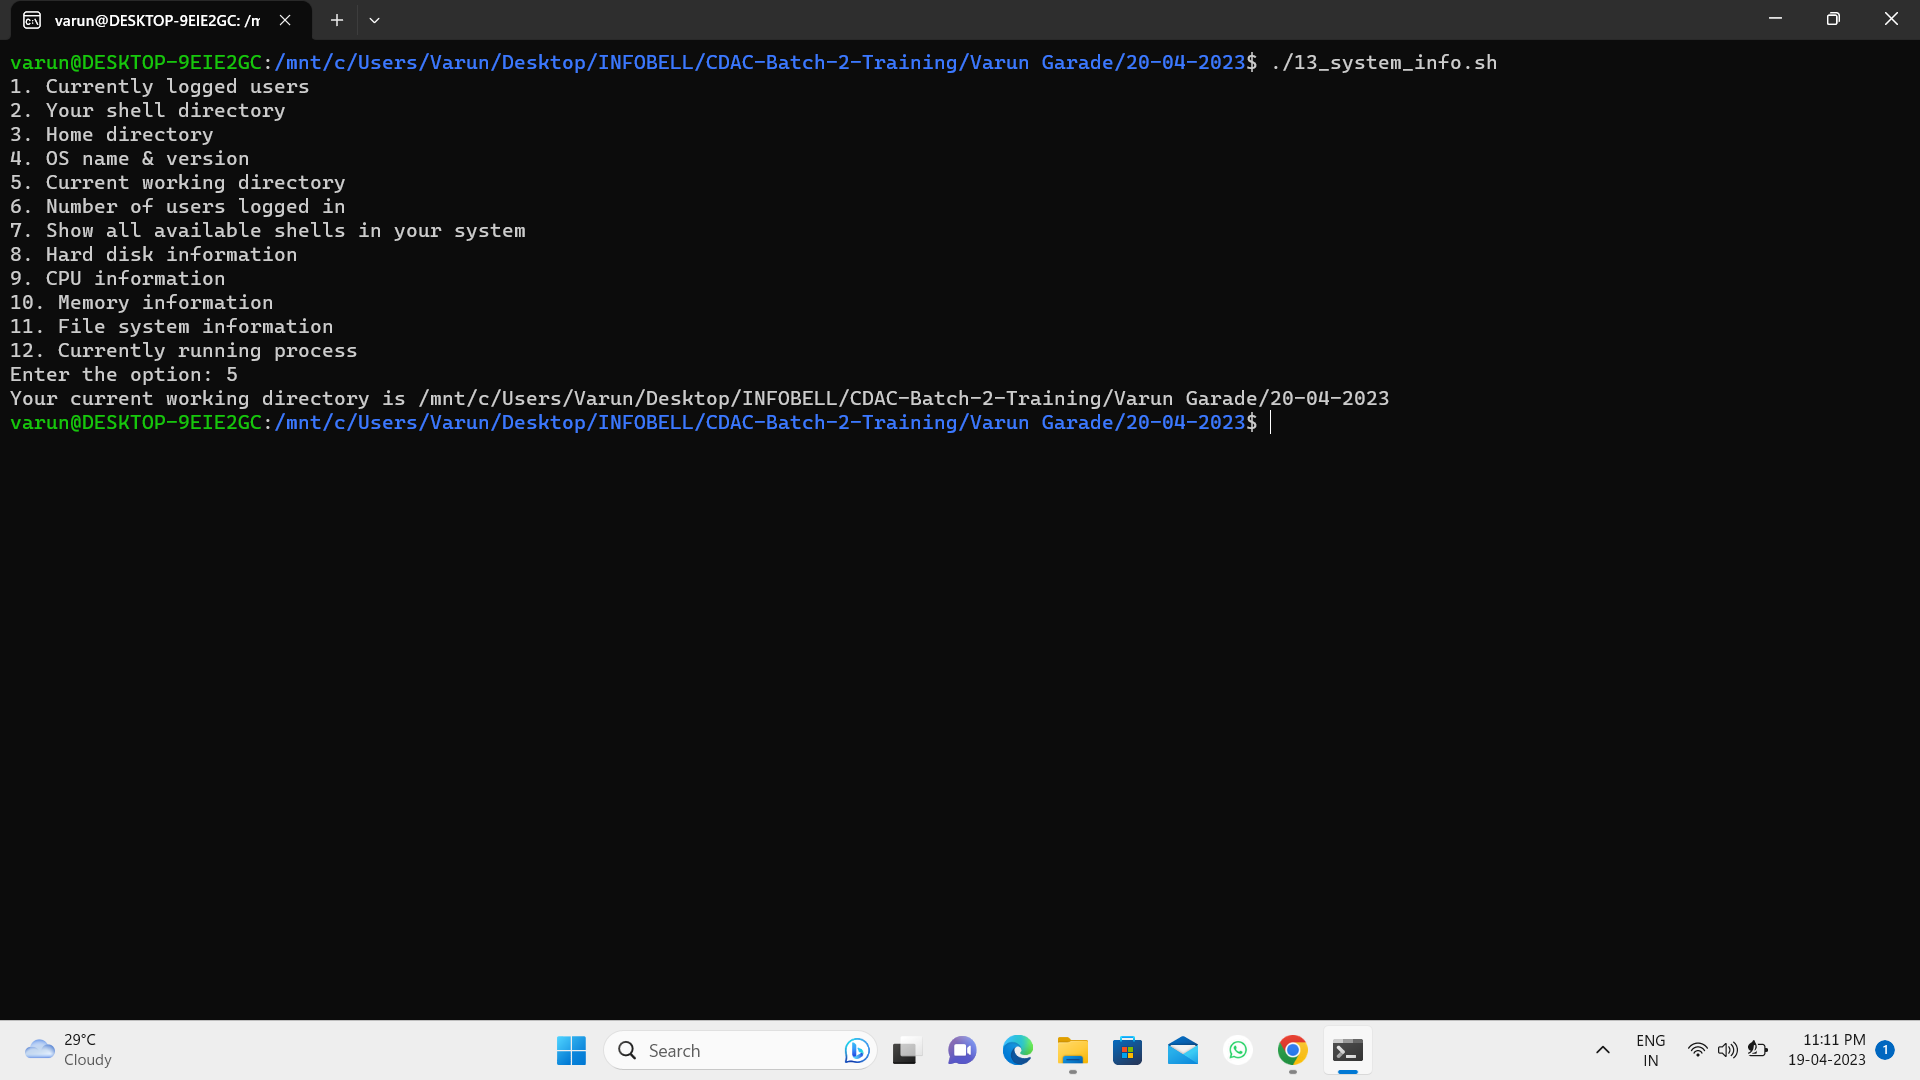 varun@DESKTOP-9EIE2GC: /m
varun@DESKTOP-9EIE2GC:/mnt/c/Users/Varun/Desktop/INFOBELL/CDAC-Batch-2-Training/Varun Garade/20-04-2023$ ./13_system_info.sh
1. Currently logged users
2. Your shell directory
3. Home directory
4. OS name & version
5. Current working directory
6. Number of users logged in
7. Show all available shells in your system
8. Hard disk information
9. CPU information
10. Memory information
11. File system information
12. Currently running process
Enter the option: 5
Your current working directory is /mnt/c/Users/Varun/Desktop/INFOBELL/CDAC-Batch-2-Training/Varun Garade/20-04-2023
varun@DESKTOP-9EIE2GC:/mnt/c/Users/Varun/Desktop/INFOBELL/CDAC-Batch-2-Training/Varun Garade/20-04-2023$
29°C
Cloudy
Search
ENG
IN
11:11 PM
19-04-2023
1